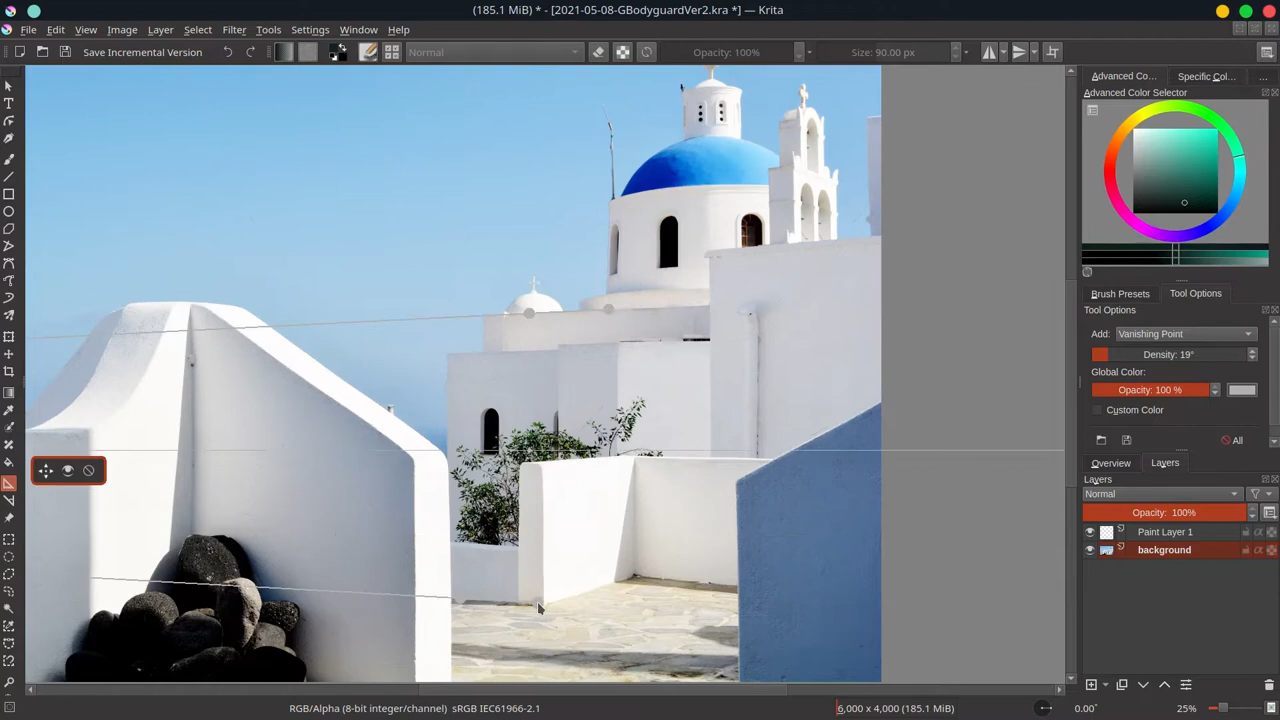 (185.1 MiB) * - [2021-05-08-GBodyguardVer2.kra *] — Krita
File Edit View Image Layer Select Filter Tools Settings Window Help
Save Incremental Version Normal Opacity: 100% Size: 90.00 px
Advanced Co... Specific Col... ...
Advanced Color Selector
Brush Presets Tool Options
Tool Options
Add: Vanishing Point
Density: 19°
Global Color:
Opacity: 100 %
Custom Color
All
Overview Layers
Layers
Normal
Opacity: 100%
Paint Layer 1
background
RGB/Alpha (8-bit integer/channel) sRGB IEC61966-2.1 6,000 x 4,000 (185.1 MiB) 0.00° 25%